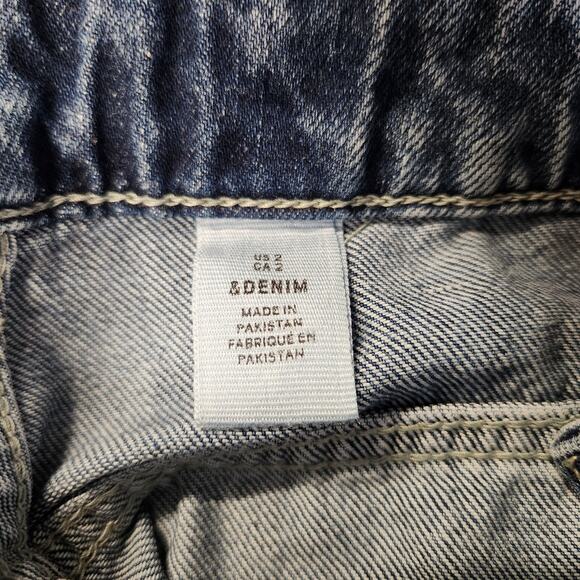 US 2
CA 2
&DENIM
MADE IN
PAKISTAN
FABRIQUÉ EN
PAKISTAN